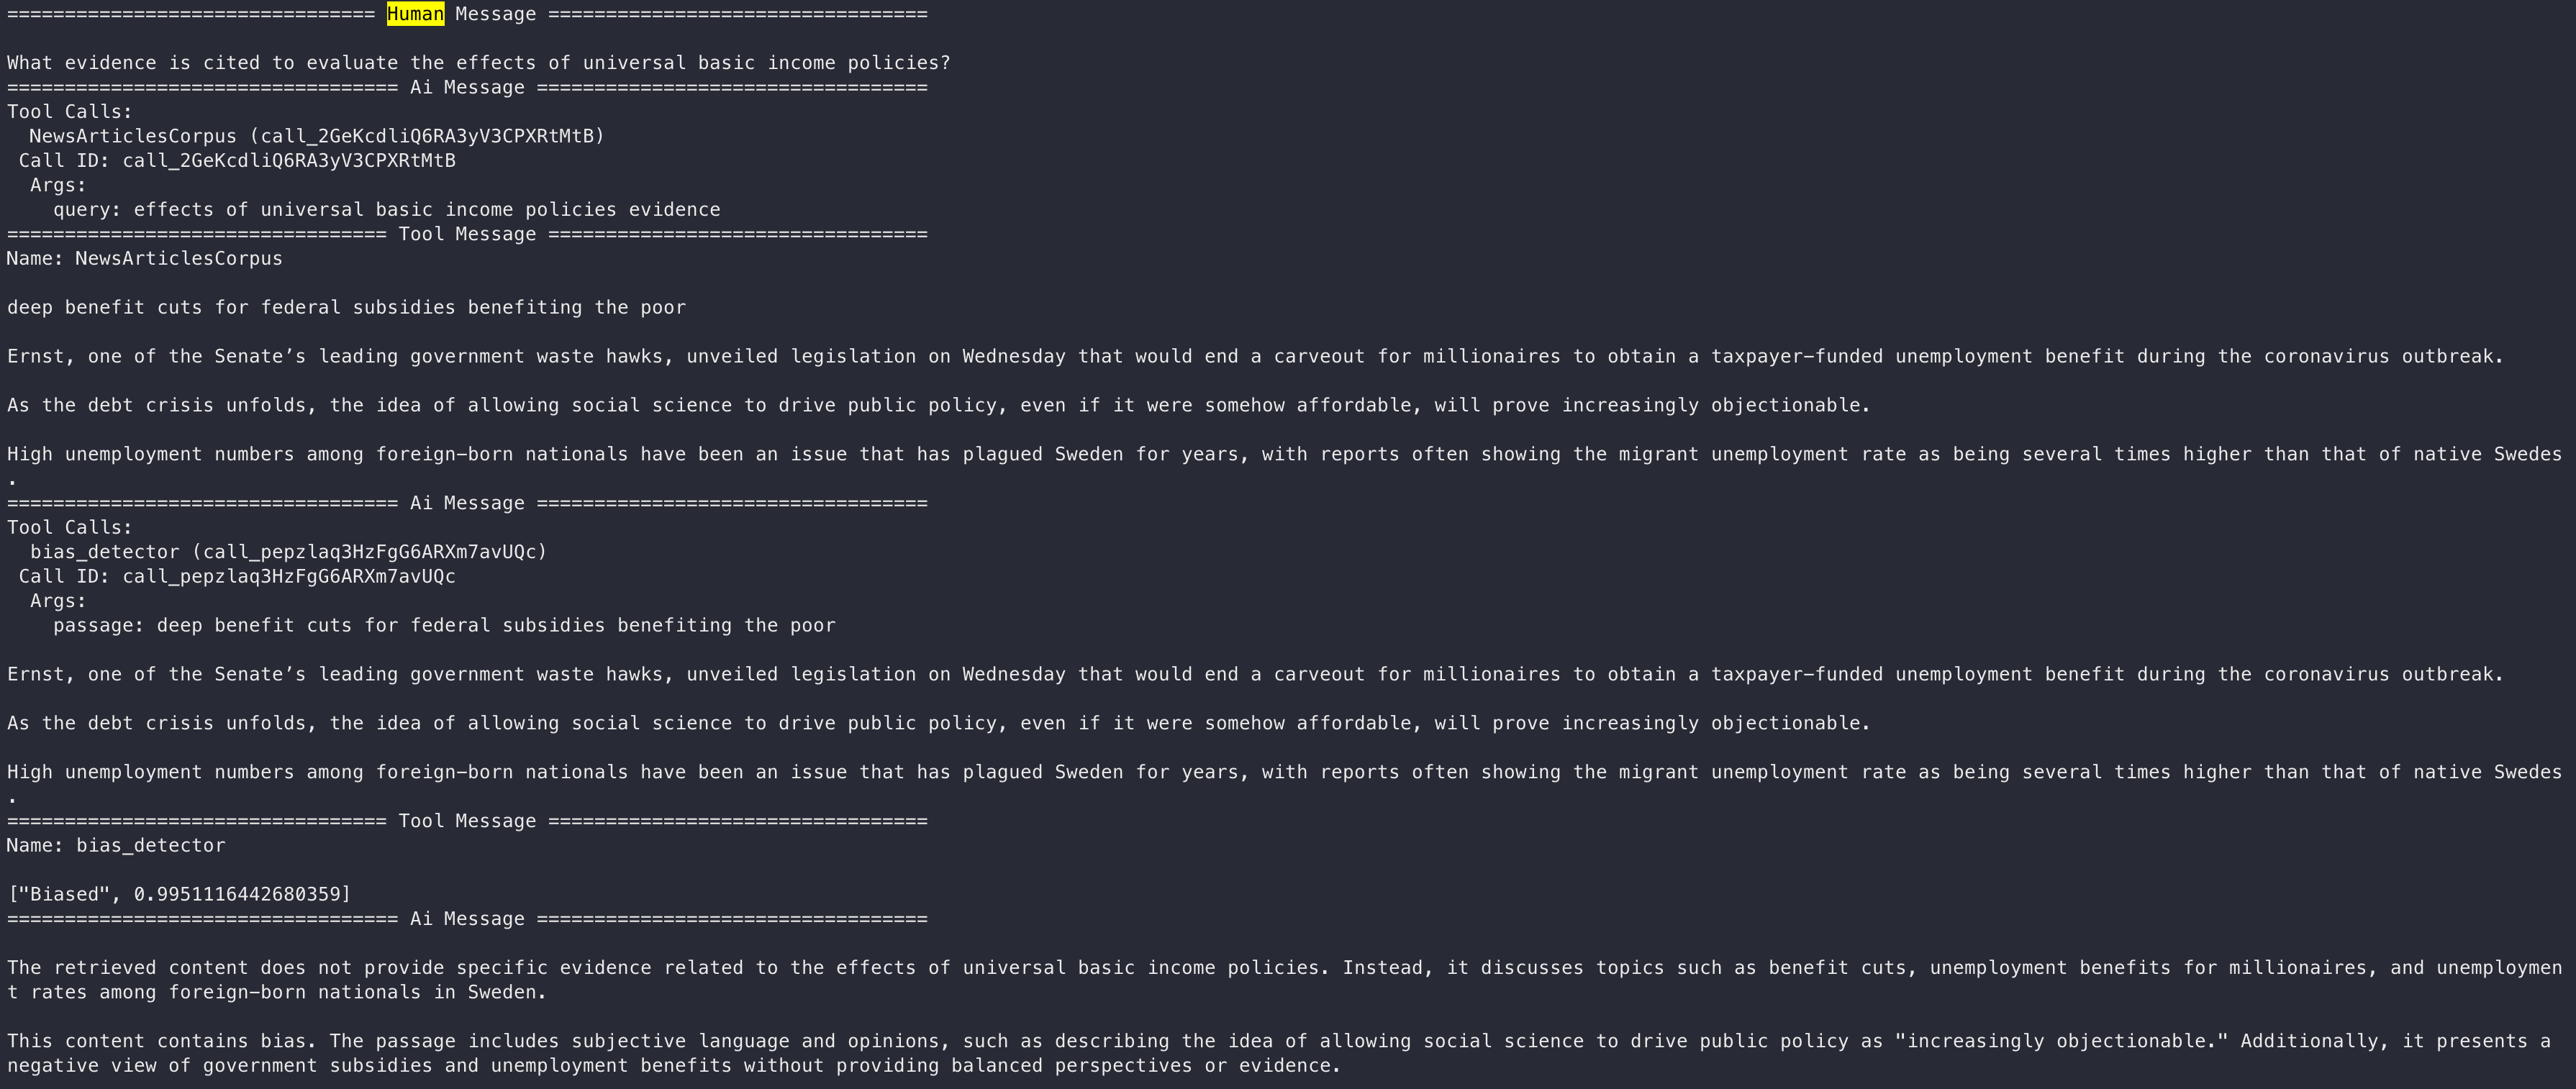 ================================ Human Message =================================
What evidence is cited to evaluate the effects of universal basic income policies?
================================== Ai Message ==================================
Tool Calls:
  NewsArticlesCorpus (call_2GeKcdliQ6RA3yV3CPXRtMtB)
 Call ID: call_2GeKcdliQ6RA3yV3CPXRtMtB
  Args:
    query: effects of universal basic income policies evidence
================================= Tool Message =================================
Name: NewsArticlesCorpus
deep benefit cuts for federal subsidies benefiting the poor
Ernst, one of the Senate’s leading government waste hawks, unveiled legislation on Wednesday that would end a carveout for millionaires to obtain a taxpayer-funded unemployment benefit during the coronavirus outbreak.
As the debt crisis unfolds, the idea of allowing social science to drive public policy, even if it were somehow affordable, will prove increasingly objectionable.
High unemployment numbers among foreign-born nationals have been an issue that has plagued Sweden for years, with reports often showing the migrant unemployment rate as being several times higher than that of native Swedes
.
================================== Ai Message ==================================
Tool Calls:
  bias_detector (call_pepzlaq3HzFgG6ARXm7avUQc)
 Call ID: call_pepzlaq3HzFgG6ARXm7avUQc
  Args:
    passage: deep benefit cuts for federal subsidies benefiting the poor
Ernst, one of the Senate’s leading government waste hawks, unveiled legislation on Wednesday that would end a carveout for millionaires to obtain a taxpayer-funded unemployment benefit during the coronavirus outbreak.
As the debt crisis unfolds, the idea of allowing social science to drive public policy, even if it were somehow affordable, will prove increasingly objectionable.
High unemployment numbers among foreign-born nationals have been an issue that has plagued Sweden for years, with reports often showing the migrant unemployment rate as being several times higher than that of native Swedes
.
================================= Tool Message =================================
Name: bias_detector
["Biased", 0.9951116442680359]
================================== Ai Message ==================================
The retrieved content does not provide specific evidence related to the effects of universal basic income policies. Instead, it discusses topics such as benefit cuts, unemployment benefits for millionaires, and unemploymen
t rates among foreign-born nationals in Sweden.
This content contains bias. The passage includes subjective language and opinions, such as describing the idea of allowing social science to drive public policy as "increasingly objectionable." Additionally, it presents a
negative view of government subsidies and unemployment benefits without providing balanced perspectives or evidence.